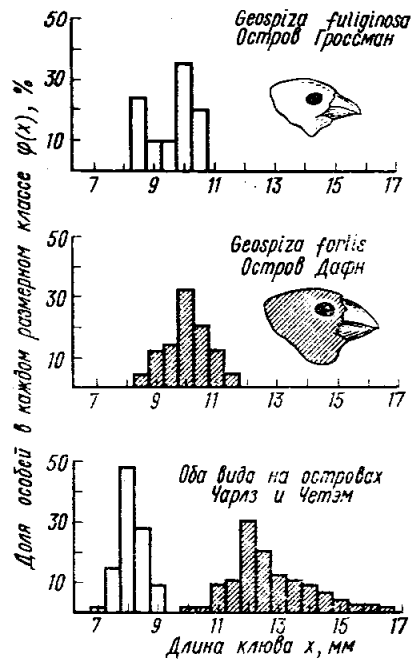 Доля особей в каждом размерном классе φ(x), %
Geospiza fuliginosa
Остров Гроссман
50
30
10
7 9 11 13 15 17
Geospiza fortis
Остров Дафн
50
30
10
7 9 11 13 15 17
Оба вида на островах
Чарлз и Четэм
50
30
10
7 9 11 13 15 17
Длина клюва x, мм